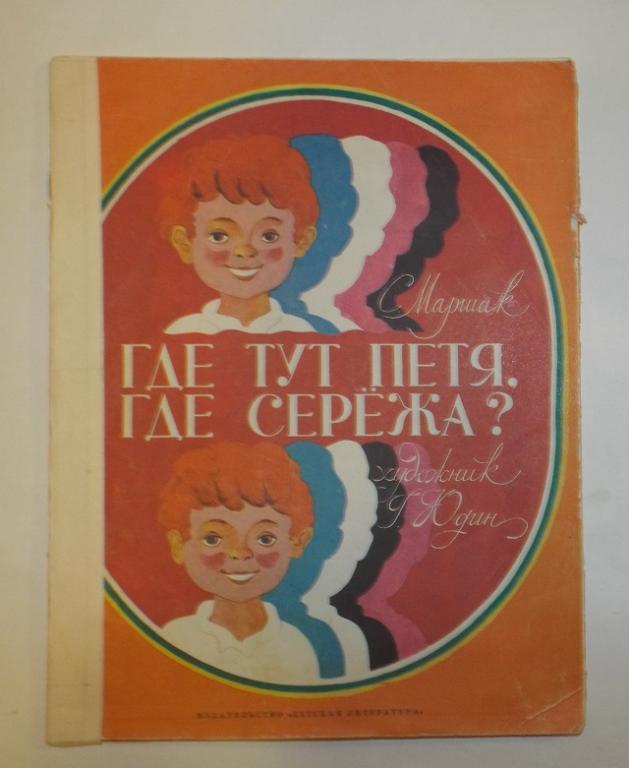 С Маршак
ГДЕ ТУТ ПЕТЯ,
ГДЕ СЕРЁЖА?
художник
Г. Юдин
ИЗДАТЕЛЬСТВО «ДЕТСКАЯ ЛИТЕРАТУРА»